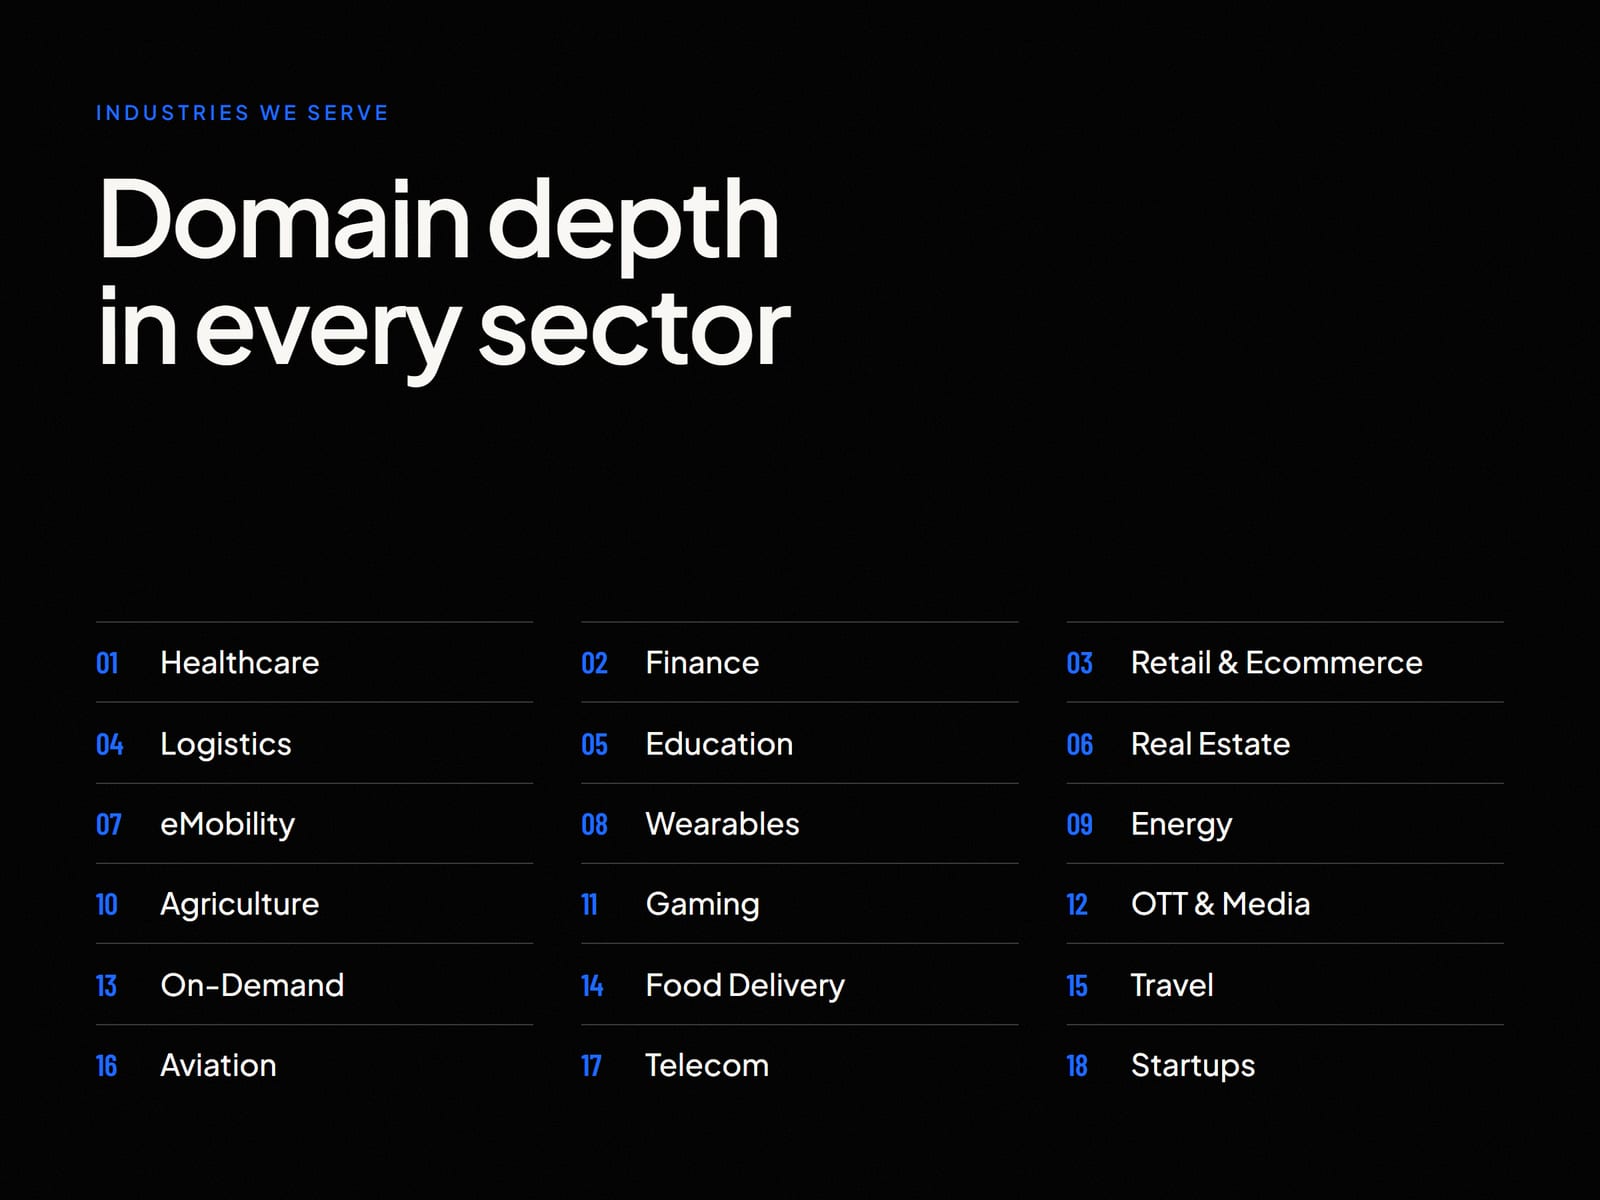 INDUSTRIES WE SERVE
Domain depth
in every sector
01 Healthcare
02 Finance
03 Retail & Ecommerce
04 Logistics
05 Education
06 Real Estate
07 eMobility
08 Wearables
09 Energy
10 Agriculture
11 Gaming
12 OTT & Media
13 On-Demand
14 Food Delivery
15 Travel
16 Aviation
17 Telecom
18 Startups